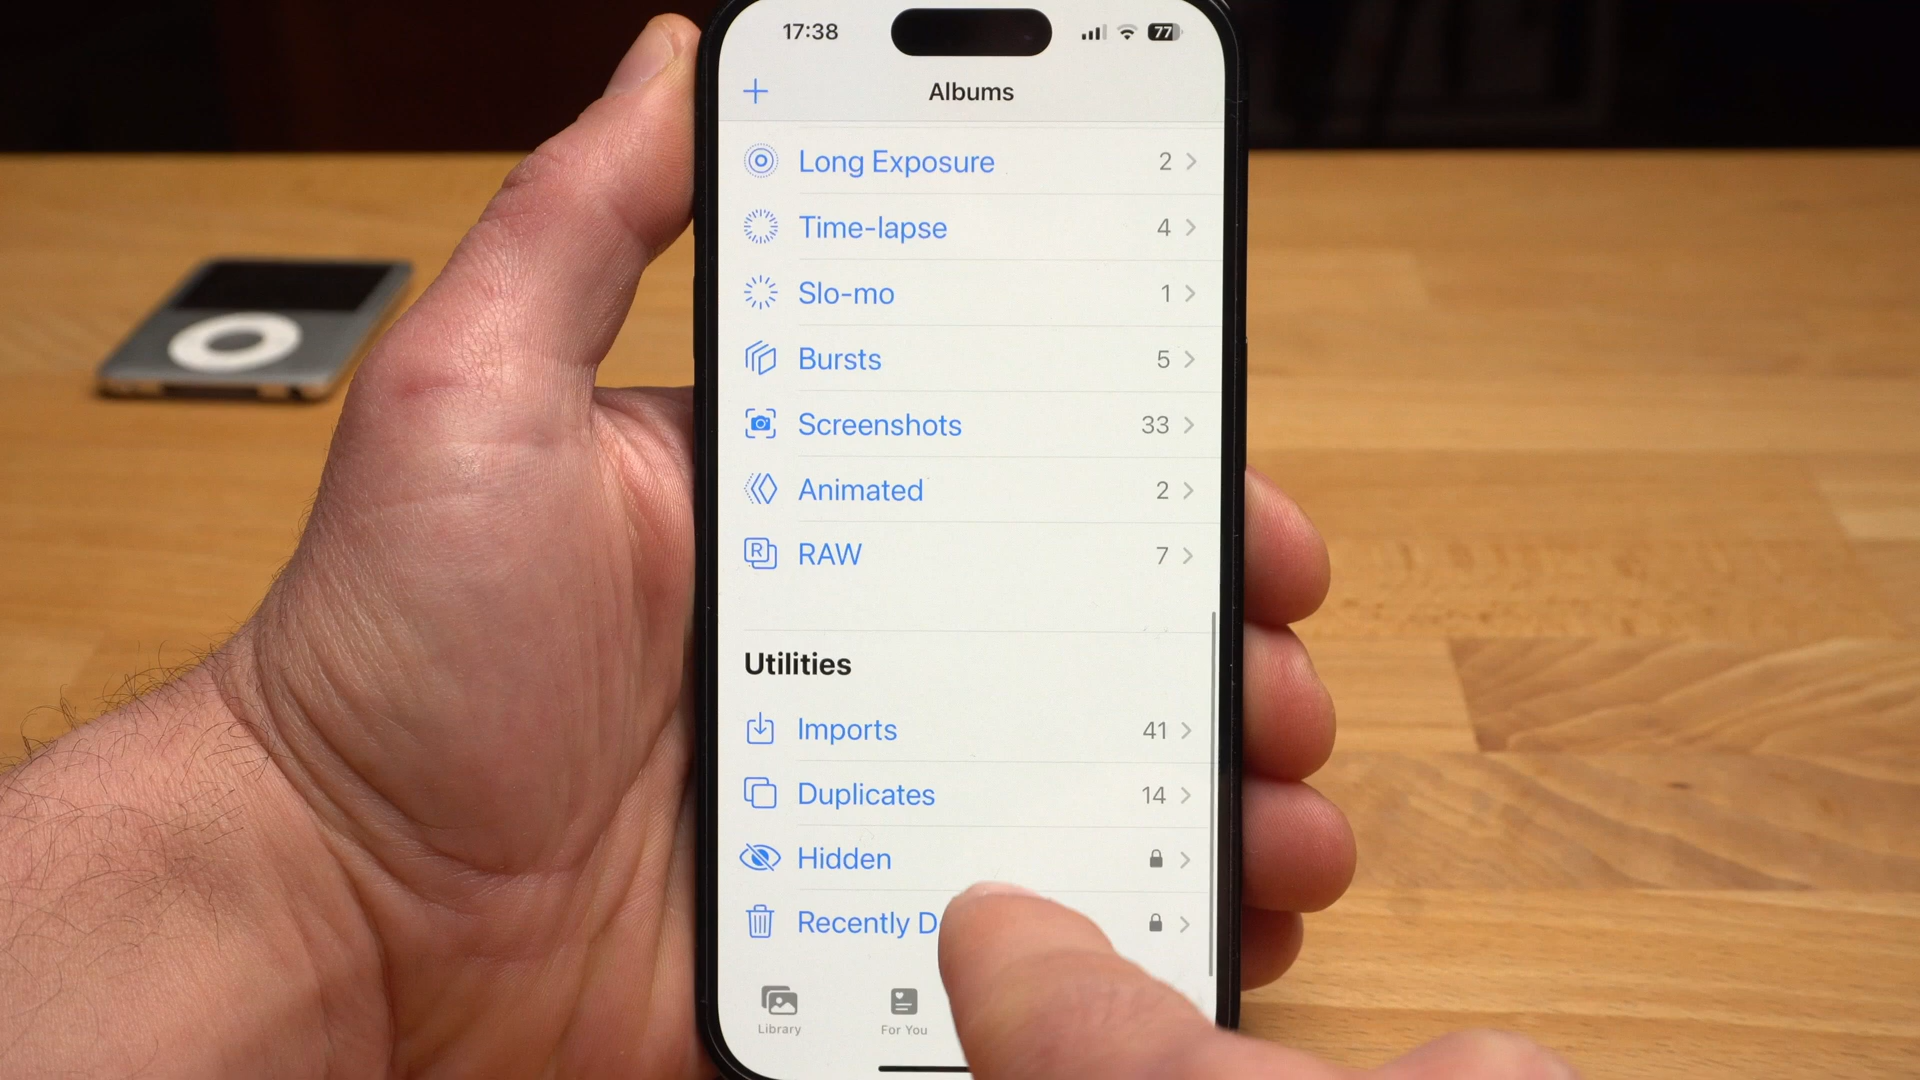 17:38
77
Albums
Long Exposure 2
Time-lapse 4
Slo-mo 1
Bursts 5
Screenshots 33
Animated 2
R RAW 7
Utilities
Imports 41
Duplicates 14
Hidden
Recently D
Library
For You